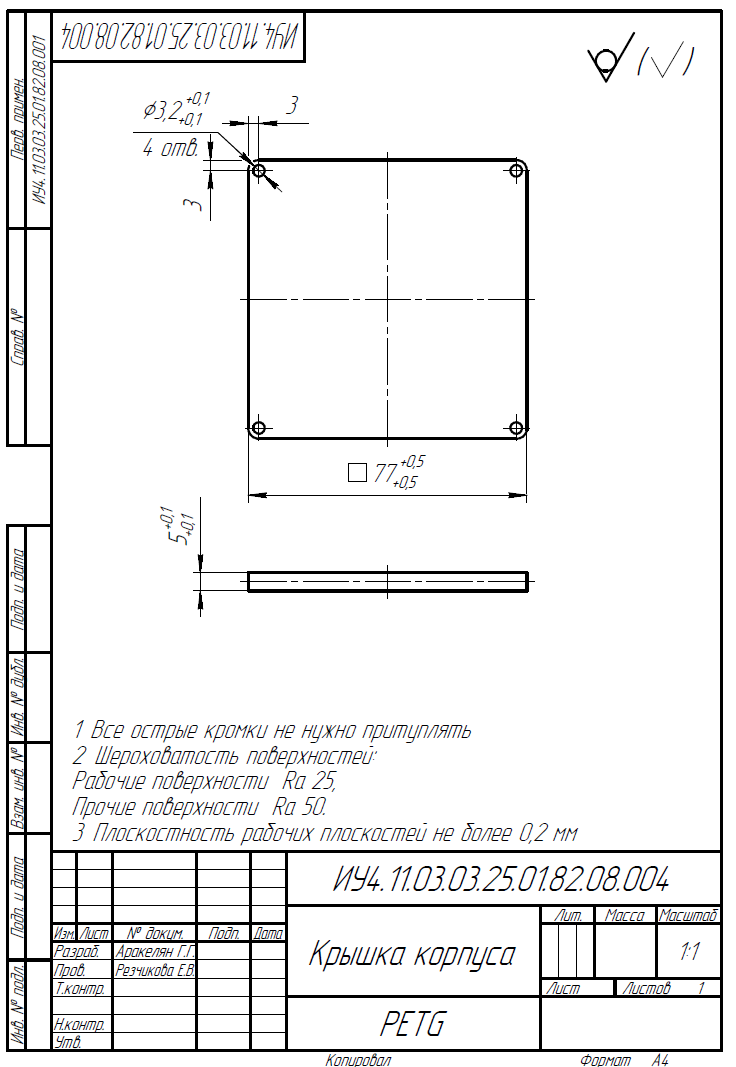 ИУ4.11.03.03.25.01.82.08.004
Перв. примен.
ИУ4.11.03.03.25.01.82.08.001
Справ. №
Подп. и дата
Инв. № дубл.
Взам. инв. №
Подп. и дата
Инв. № подл.
(√)
⌀3,2 +0,1 +0,1
4 отв.
3
3
□ 77 +0,5 +0,5
5 +0,1 +0,1
1 Все острые кромки не нужно притуплять
2 Шероховатость поверхностей:
Рабочие поверхности Ra 25,
Прочие поверхности Ra 50.
3 Плоскостность рабочих плоскостей не более 0,2 мм
ИУ4.11.03.03.25.01.82.08.004
Изм. Лист № докум. Подп. Дата
Разраб. Аракелян Г.Г.
Пров. Резчикова Е.В.
Т.контр.
Н.контр.
Утв.
Крышка корпуса
Лит. Масса Масштаб
1:1
Лист Листов 1
PETG
Копировал Формат А4